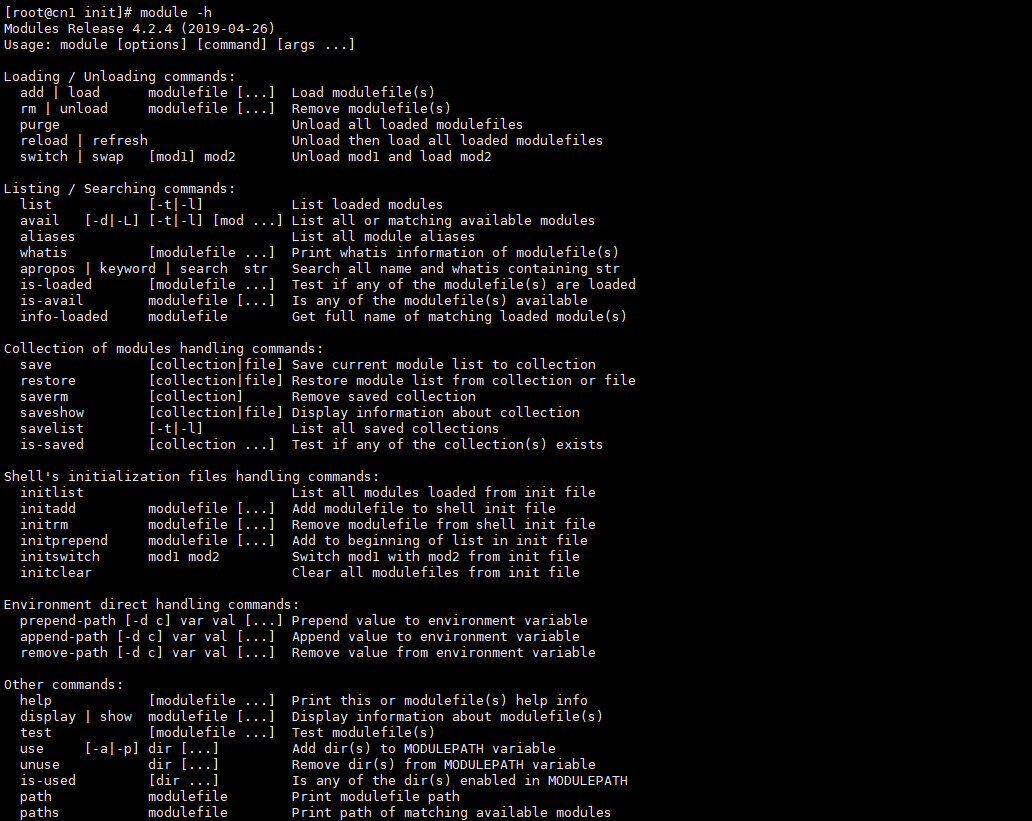 [root@cn1 init]# module -h
Modules Release 4.2.4 (2019-04-26)
Usage: module [options] [command] [args ...]

Loading / Unloading commands:
  add | load      modulefile [...]  Load modulefile(s)
  rm | unload     modulefile [...]  Remove modulefile(s)
  purge                             Unload all loaded modulefiles
  reload | refresh                  Unload then load all loaded modulefiles
  switch | swap   [mod1] mod2       Unload mod1 and load mod2

Listing / Searching commands:
  list            [-t|-l]           List loaded modules
  avail   [-d|-L] [-t|-l] [mod ...] List all or matching available modules
  aliases                           List all module aliases
  whatis          [modulefile ...]  Print whatis information of modulefile(s)
  apropos | keyword | search  str   Search all name and whatis containing str
  is-loaded       [modulefile ...]  Test if any of the modulefile(s) are loaded
  is-avail        modulefile [...]  Is any of the modulefile(s) available
  info-loaded     modulefile        Get full name of matching loaded module(s)

Collection of modules handling commands:
  save            [collection|file] Save current module list to collection
  restore         [collection|file] Restore module list from collection or file
  saverm          [collection]      Remove saved collection
  saveshow        [collection|file] Display information about collection
  savelist        [-t|-l]           List all saved collections
  is-saved        [collection ...]  Test if any of the collection(s) exists

Shell's initialization files handling commands:
  initlist                          List all modules loaded from init file
  initadd         modulefile [...]  Add modulefile to shell init file
  initrm          modulefile [...]  Remove modulefile from shell init file
  initprepend     modulefile [...]  Add to beginning of list in init file
  initswitch      mod1 mod2         Switch mod1 with mod2 from init file
  initclear                         Clear all modulefiles from init file

Environment direct handling commands:
  prepend-path [-d c] var val [...] Prepend value to environment variable
  append-path [-d c] var val [...]  Append value to environment variable
  remove-path [-d c] var val [...]  Remove value from environment variable

Other commands:
  help            [modulefile ...]  Print this or modulefile(s) help info
  display | show  modulefile [...]  Display information about modulefile(s)
  test            [modulefile ...]  Test modulefile(s)
  use     [-a|-p] dir [...]         Add dir(s) to MODULEPATH variable
  unuse           dir [...]         Remove dir(s) from MODULEPATH variable
  is-used         [dir ...]         Is any of the dir(s) enabled in MODULEPATH
  path            modulefile        Print modulefile path
  paths           modulefile        Print path of matching available modules